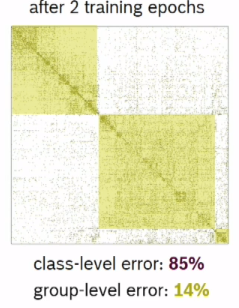 after 2 training epochs
class-level error: 85%
group-level error: 14%